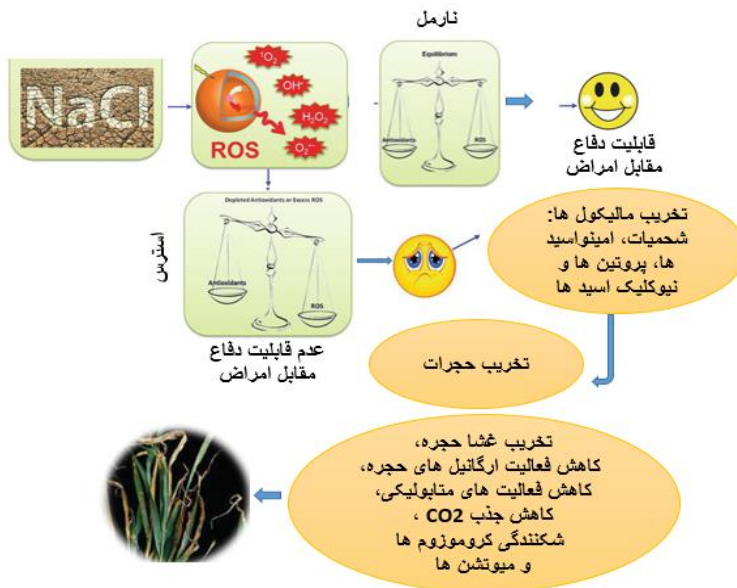 نارمل
NaCl
¹O₂
OH•
H₂O₂
O₂•⁻
ROS
Equilibrium
Antioxidants
ROS
قابلیت دفاع
مقابل امراض
Depleted Antioxidants or Excess ROS
Antioxidants
ROS
استرس
عدم قابلیت دفاع
مقابل امراض
تخریب مالیکول ها:
شحمیات، امینواسید
ها، پروتین ها و
نیوکلیک اسید ها
تخریب حجرات
تخریب غشا حجره،
کاهش فعالیت ارگانیل های حجره،
کاهش فعالیت های متابولیکی،
کاهش جذب CO2 ،
شکنندگی کروموزوم ها
و میوتشن ها